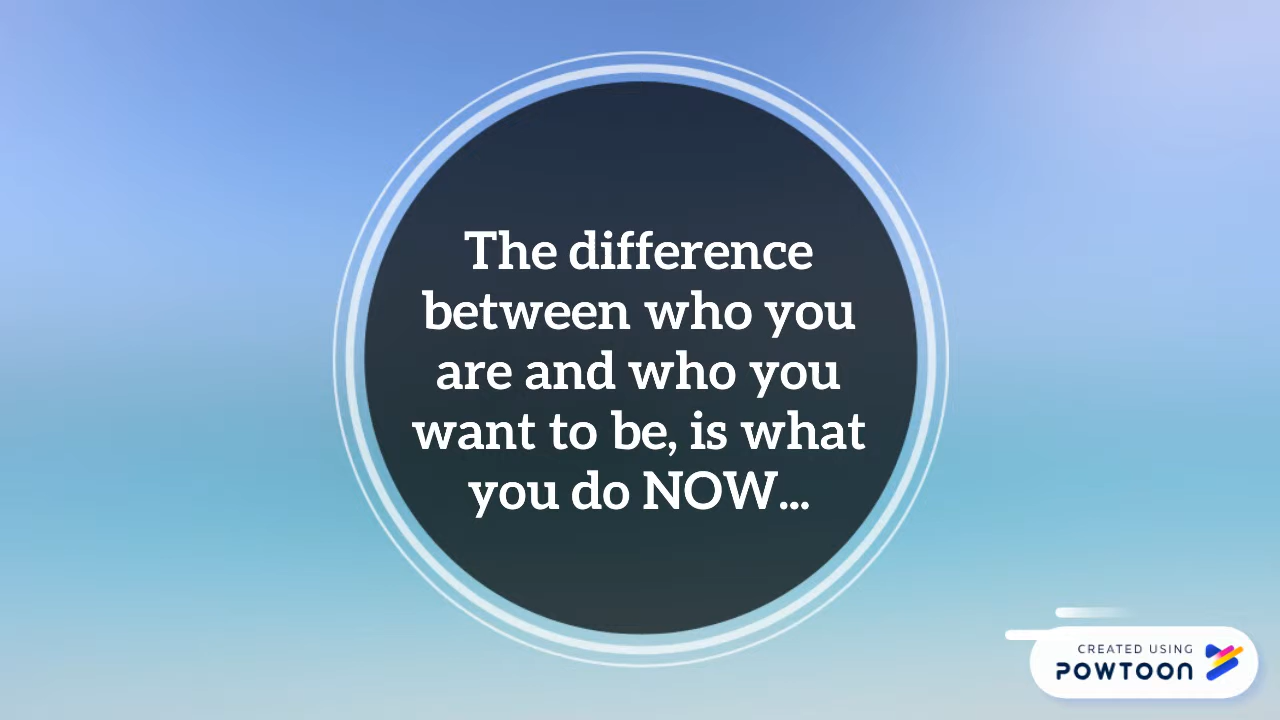 The difference
between who you
are and who you
want to be, is what
you do NOW...
CREATED USING
POWTOON